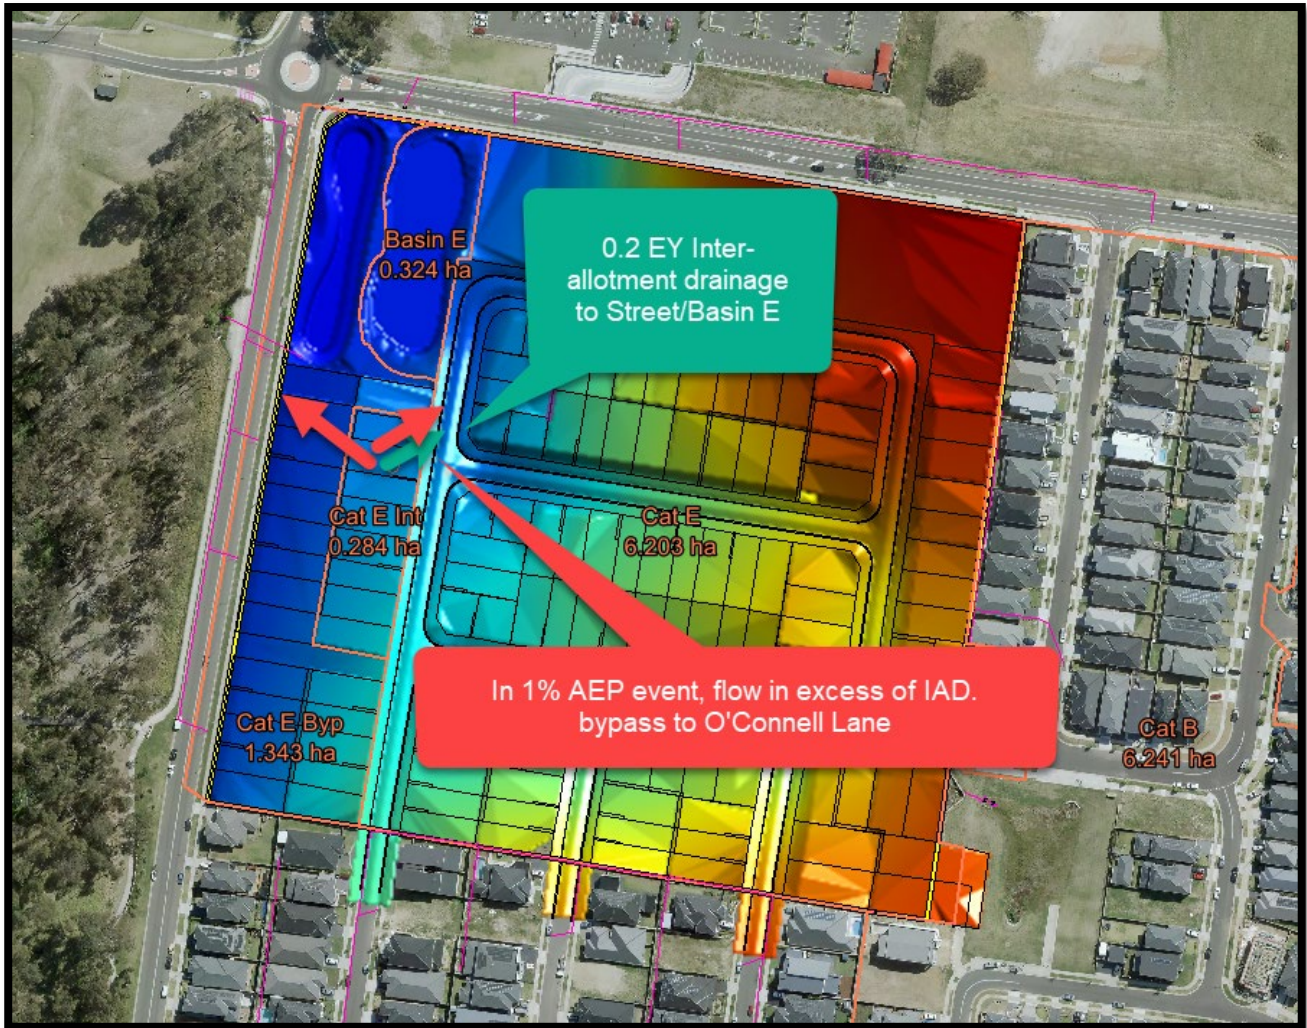 0.2 EY Inter-
allotment drainage
to Street/Basin E
Basin E
0.324 ha
Cat E Int
0.284 ha
Cat E
6.203 ha
In 1% AEP event, flow in excess of IAD.
bypass to O'Connell Lane
Cat E Byp
1.343 ha
Cat B
6.241 ha